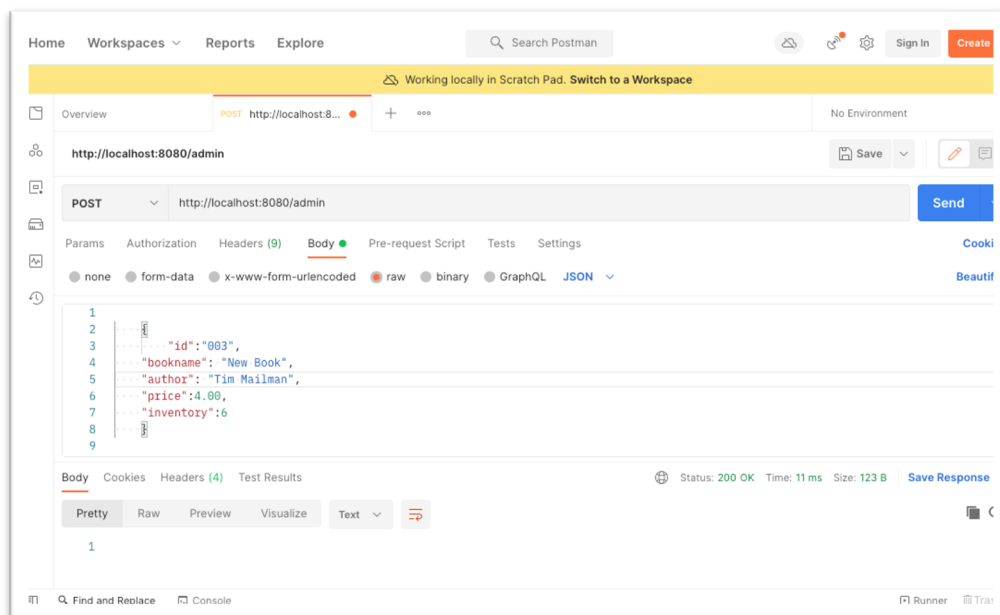 Home Workspaces Reports Explore Search Postman Sign In Create
Working locally in Scratch Pad. Switch to a Workspace
Overview POST http://localhost:8... No Environment
http://localhost:8080/admin Save
POST http://localhost:8080/admin Send
Params Authorization Headers (9) Body Pre-request Script Tests Settings Cooki
none form-data x-www-form-urlencoded raw binary GraphQL JSON Beautif
1
2 {
3 "id":"003",
4 "bookname": "New Book",
5 "author": "Tim Mailman",
6 "price":4.00,
7 "inventory":6
8 }
9
Body Cookies Headers (4) Test Results Status: 200 OK Time: 11 ms Size: 123 B Save Response
Pretty Raw Preview Visualize Text
1
Find and Replace Console Runner Tras